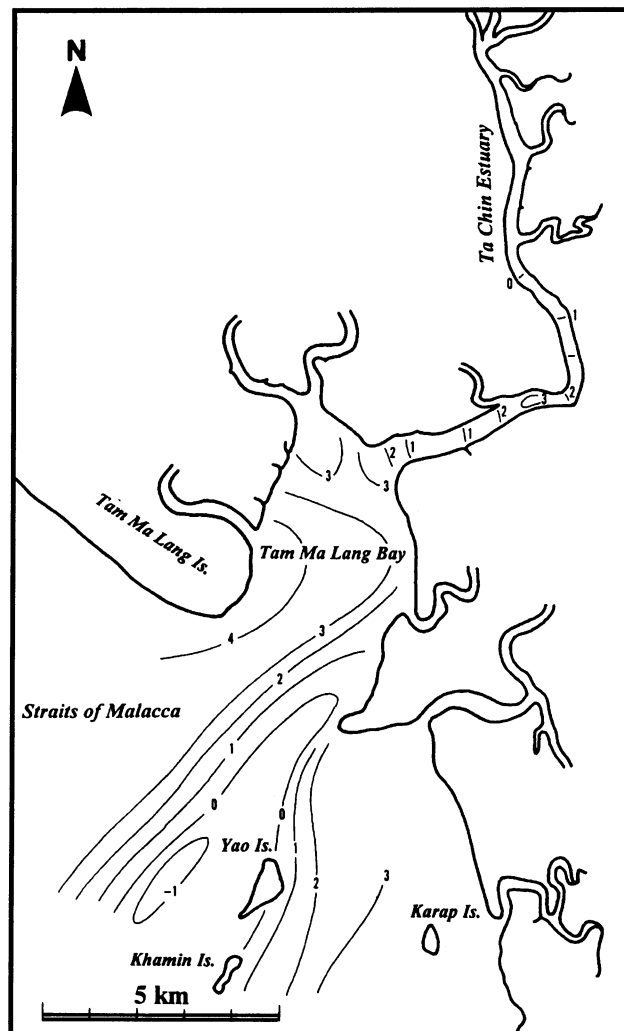 N
Ta Chin Estuary
0
1
2
3
2
1
1
2
3
3
Tam Ma Lang Is.
Tam Ma Lang Bay
4
3
2
Straits of Malacca
1
0
0
1
Yao Is.
2
3
-1
Karap Is.
Khamin Is.
5 km